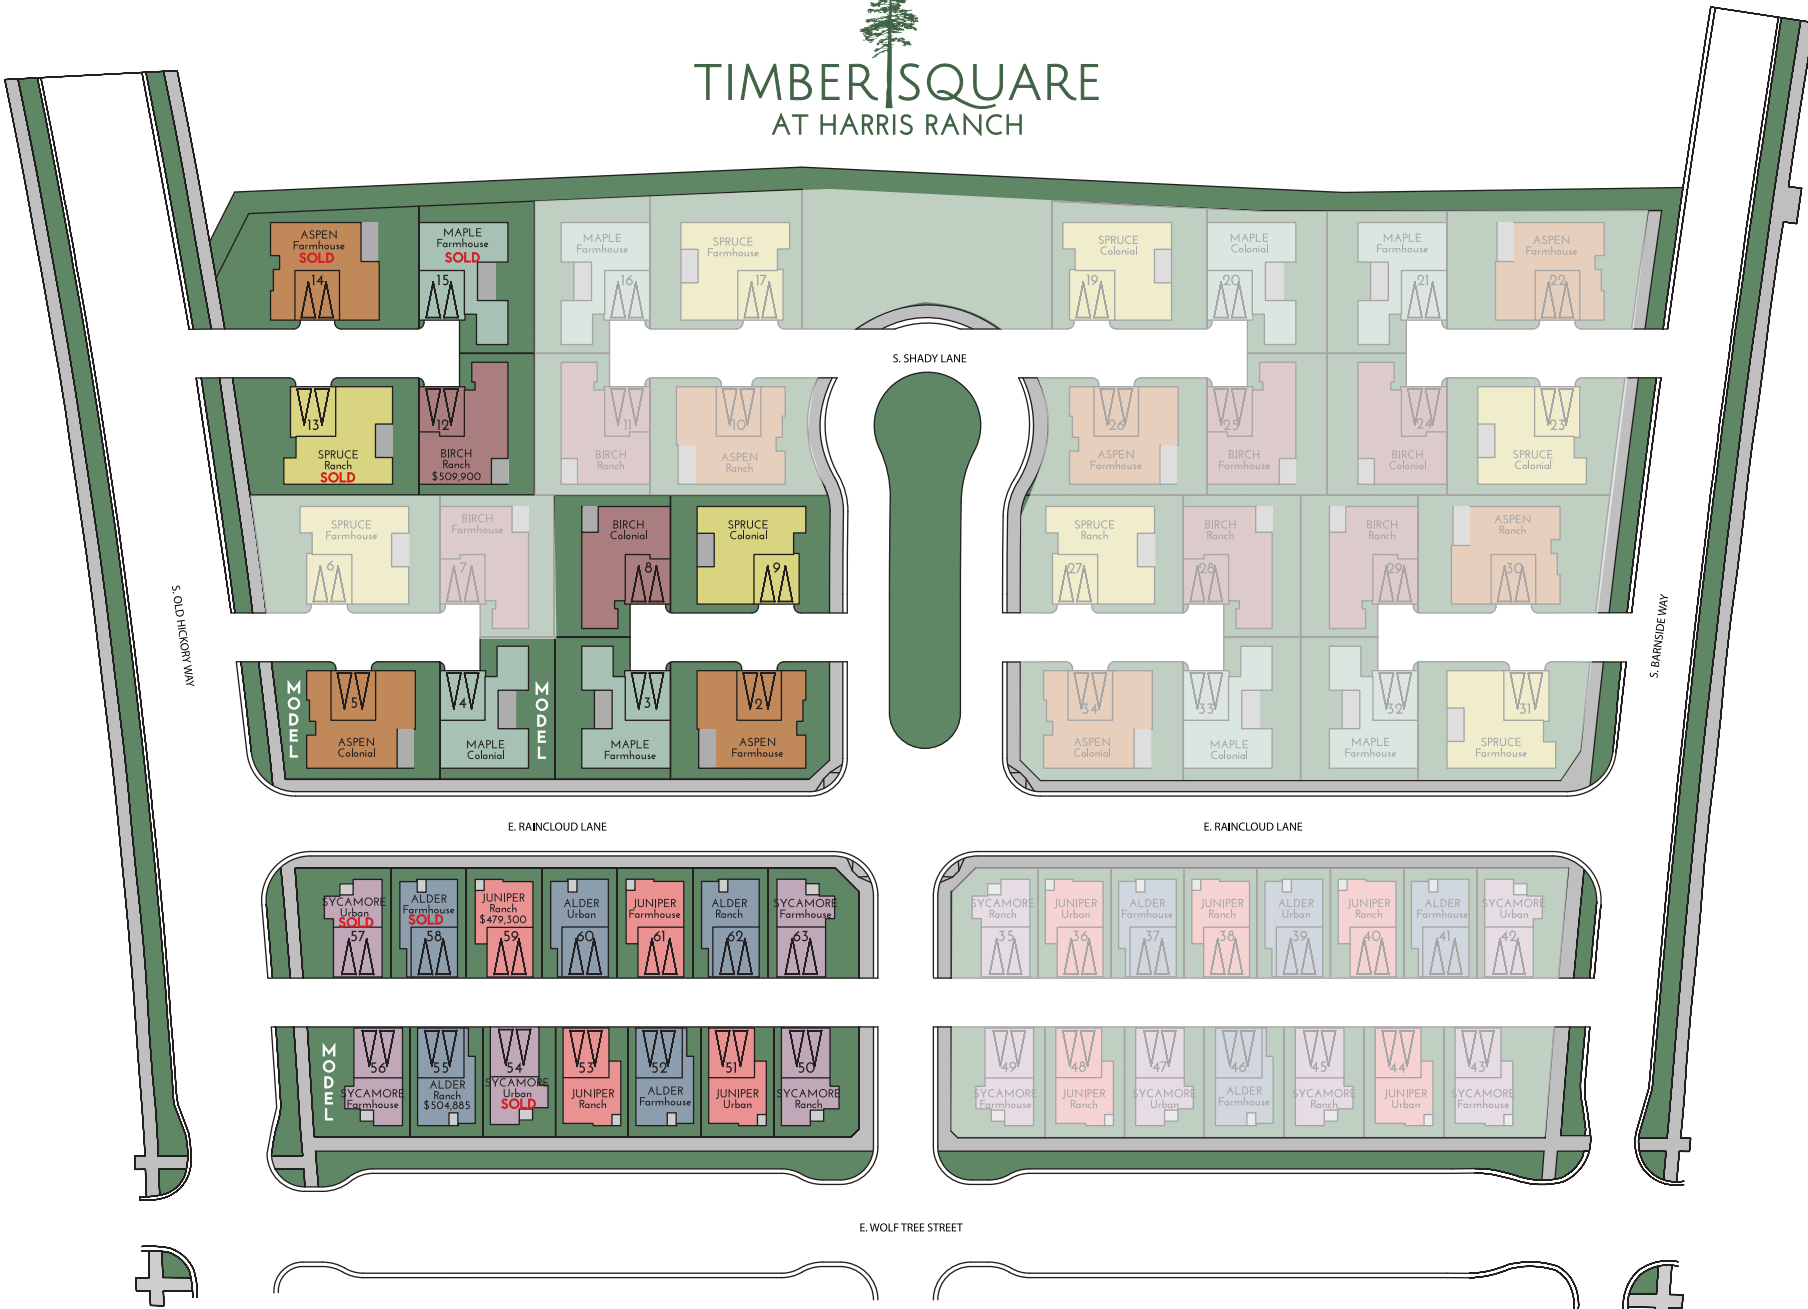 TIMBER SQUARE
AT HARRIS RANCH
ASPEN
Farmhouse
SOLD
14
MAPLE
Farmhouse
SOLD
15
MAPLE
Farmhouse
16
SPRUCE
Farmhouse
17
SPRUCE
Colonial
19
MAPLE
Colonial
20
MAPLE
Farmhouse
21
ASPEN
Farmhouse
22
S. SHADY LANE
13
SPRUCE
Ranch
SOLD
12
BIRCH
Ranch
$509,900
11
BIRCH
Ranch
10
ASPEN
Ranch
26
ASPEN
Farmhouse
25
BIRCH
Farmhouse
24
BIRCH
Colonial
23
SPRUCE
Colonial
SPRUCE
Farmhouse
6
BIRCH
Farmhouse
7
BIRCH
Colonial
8
SPRUCE
Colonial
9
SPRUCE
Ranch
27
BIRCH
Ranch
28
BIRCH
Ranch
29
ASPEN
Ranch
30
S. OLD HICKORY WAY
S. BARNSIDE WAY
MODEL
5
ASPEN
Colonial
4
MAPLE
Colonial
MODEL
3
MAPLE
Farmhouse
2
ASPEN
Farmhouse
34
ASPEN
Colonial
33
MAPLE
Colonial
32
MAPLE
Farmhouse
31
SPRUCE
Farmhouse
E. RAINCLOUD LANE
E. RAINCLOUD LANE
SYCAMORE
Urban
SOLD
57
ALDER
Farmhouse
SOLD
58
JUNIPER
Ranch
$479,300
59
ALDER
Urban
60
JUNIPER
Farmhouse
61
ALDER
Ranch
62
SYCAMORE
Farmhouse
63
SYCAMORE
Ranch
35
JUNIPER
Urban
36
ALDER
Farmhouse
37
JUNIPER
Ranch
38
ALDER
Urban
39
JUNIPER
Ranch
40
ALDER
Farmhouse
41
SYCAMORE
Urban
42
MODEL
56
SYCAMORE
Farmhouse
55
ALDER
Ranch
$504,885
54
SYCAMORE
Urban
SOLD
53
JUNIPER
Ranch
52
ALDER
Farmhouse
51
JUNIPER
Urban
50
SYCAMORE
Ranch
49
SYCAMORE
Farmhouse
48
JUNIPER
Ranch
47
SYCAMORE
Urban
46
ALDER
Farmhouse
45
SYCAMORE
Ranch
44
JUNIPER
Urban
43
SYCAMORE
Farmhouse
E. WOLF TREE STREET